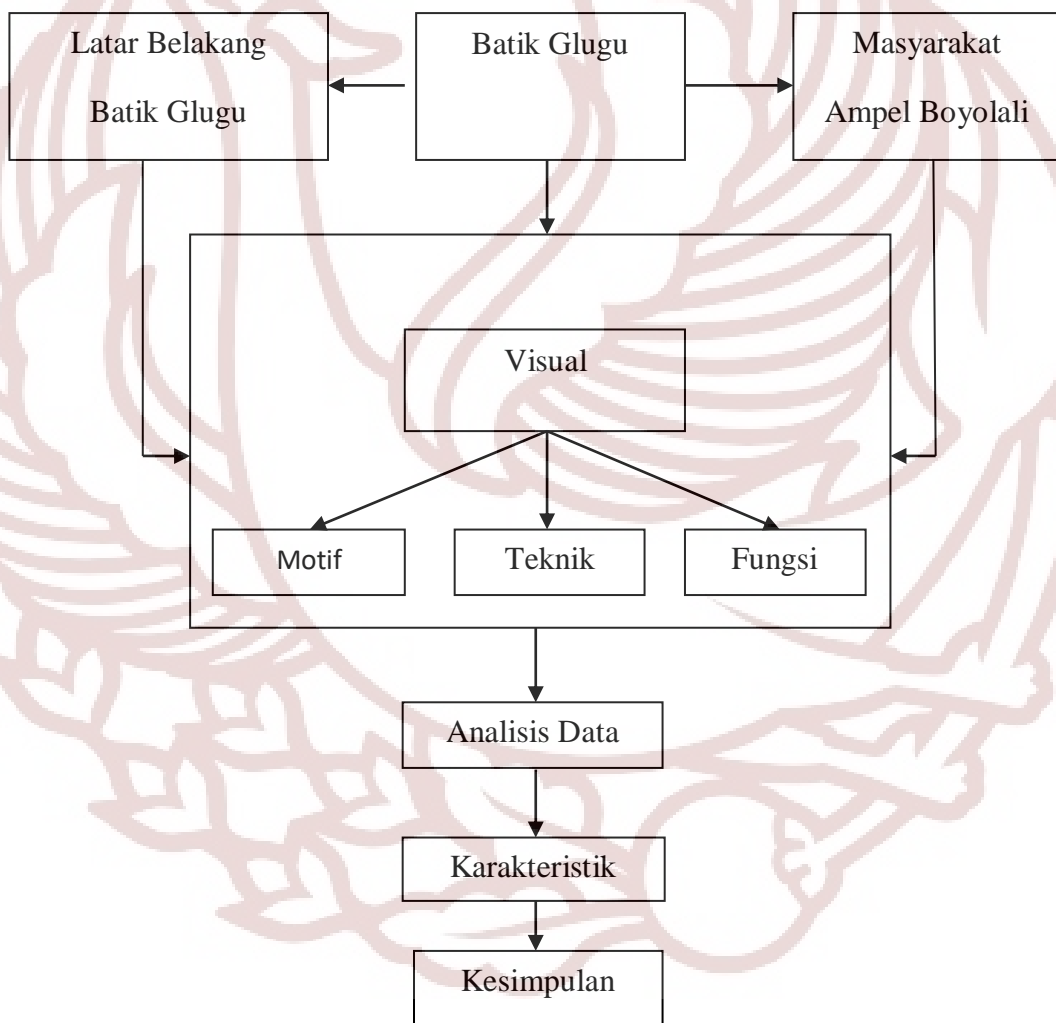 Latar Belakang
Batik Glugu
Batik Glugu
Masyarakat
Ampel Boyolali
Visual
Motif
Teknik
Fungsi
Analisis Data
Karakteristik
Kesimpulan